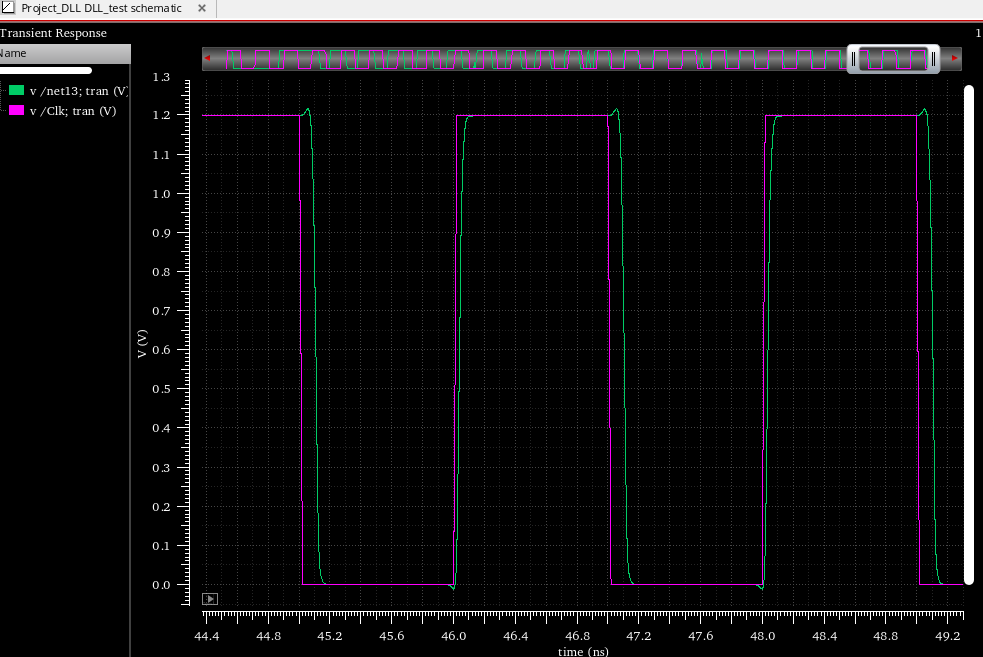 Project_DLL DLL_test schematic
Transient Response
1
Name
v /net13; tran (V)
v /Clk; tran (V)
1.3
1.2
1.1
1.0
0.9
0.8
0.7
0.6
0.5
0.4
0.3
0.2
0.1
0.0
V (V)
44.4 44.8 45.2 45.6 46.0 46.4 46.8 47.2 47.6 48.0 48.4 48.8 49.2
time (ns)